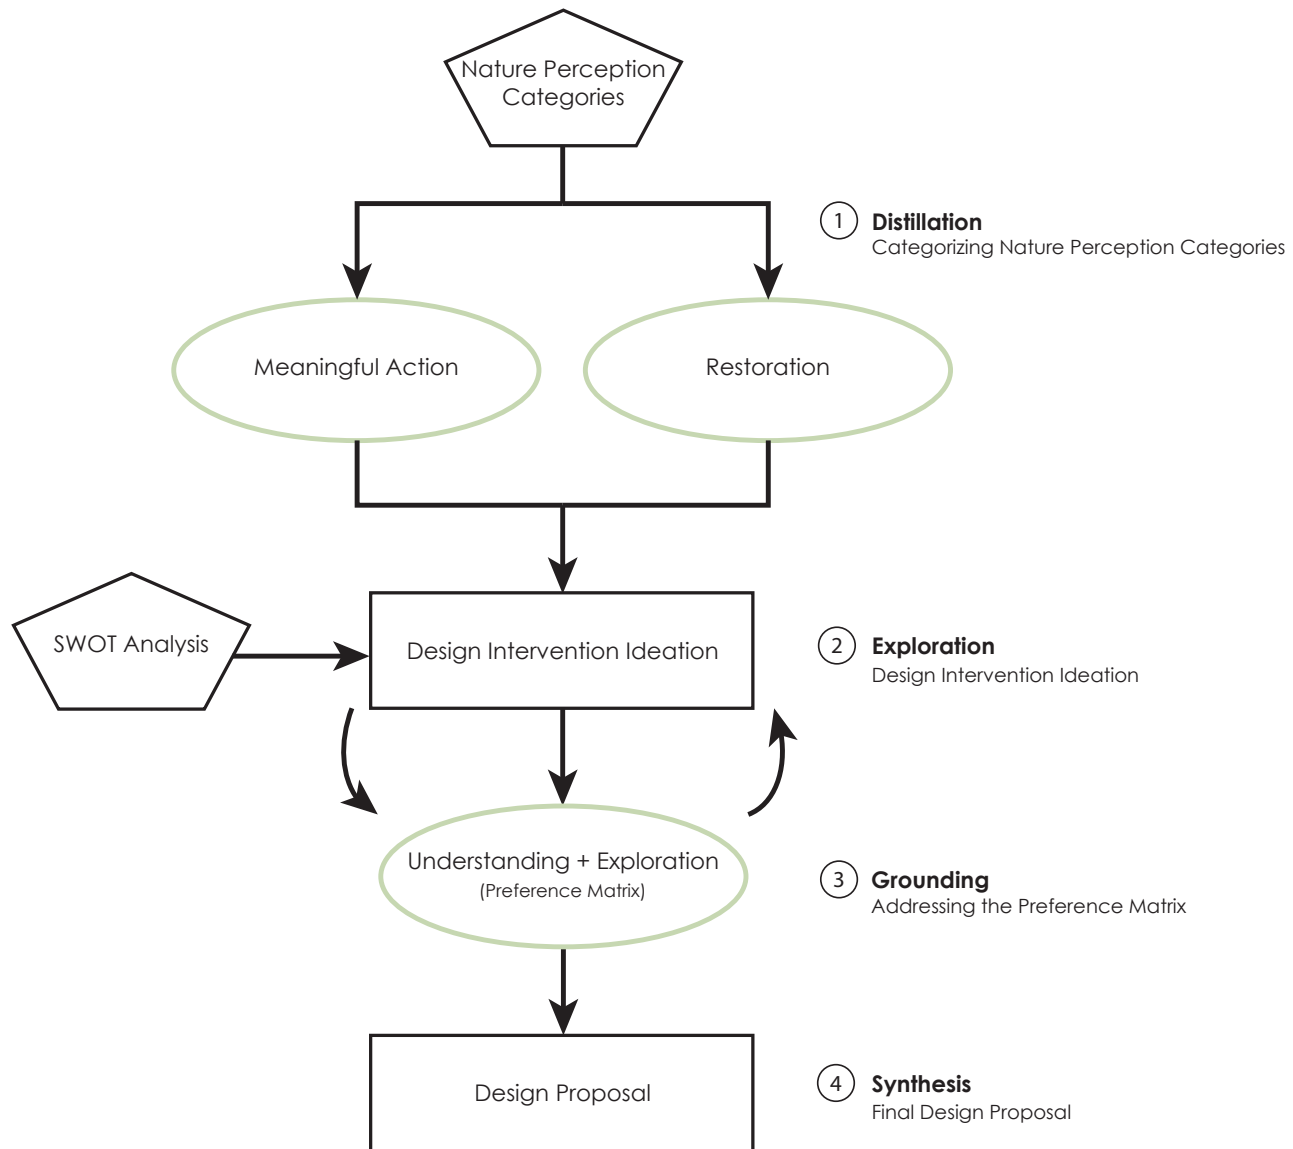 Nature Perception
Categories
1
Distillation
Categorizing Nature Perception Categories
Meaningful Action
Restoration
SWOT Analysis
Design Intervention Ideation
2
Exploration
Design Intervention Ideation
Understanding + Exploration
(Preference Matrix)
3
Grounding
Addressing the Preference Matrix
Design Proposal
4
Synthesis
Final Design Proposal